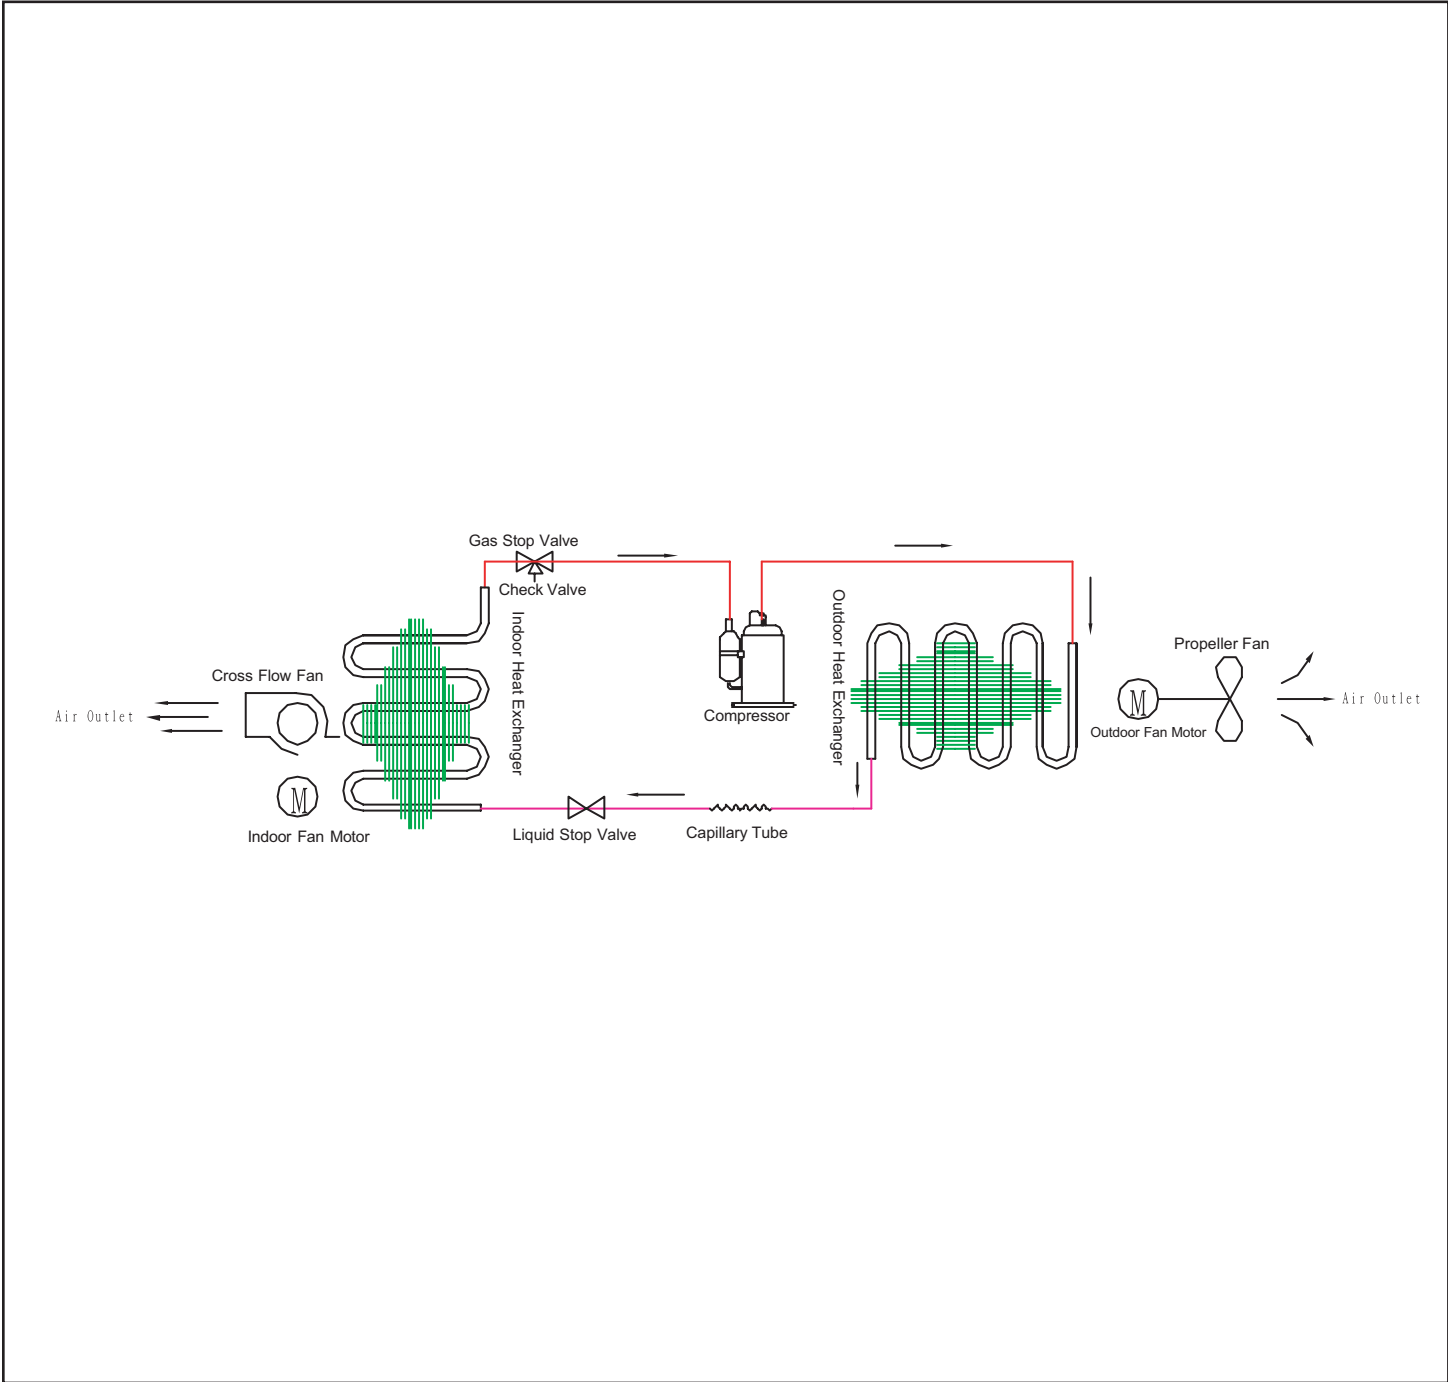 Gas Stop Valve
Check Valve
Indoor Heat Exchanger
Outdoor Heat Exchanger
Propeller Fan
Cross Flow Fan
Air Outlet
Compressor
M
Outdoor Fan Motor
Air Outlet
M
Indoor Fan Motor
Liquid Stop Valve
Capillary Tube